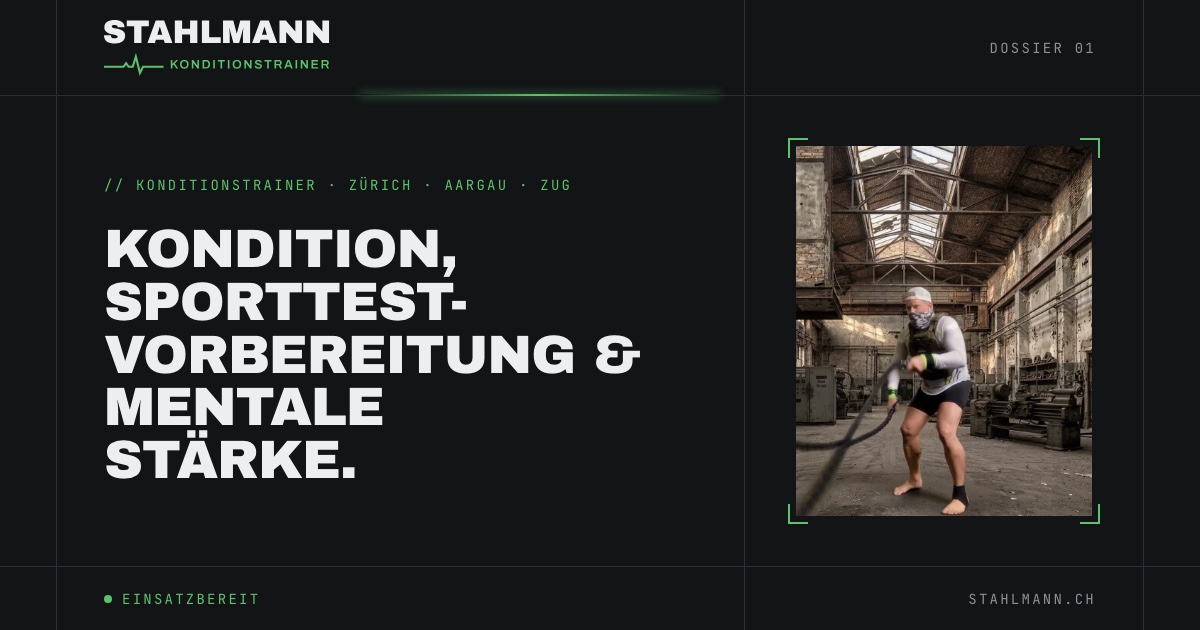 STAHLMANN
KONDITIONSTRAINER
DOSSIER 01
// KONDITIONSTRAINER · ZÜRICH · AARGAU · ZUG
KONDITION,
SPORTTEST-
VORBEREITUNG &
MENTALE
STÄRKE.
EINSATZBEREIT
STAHLMANN.CH